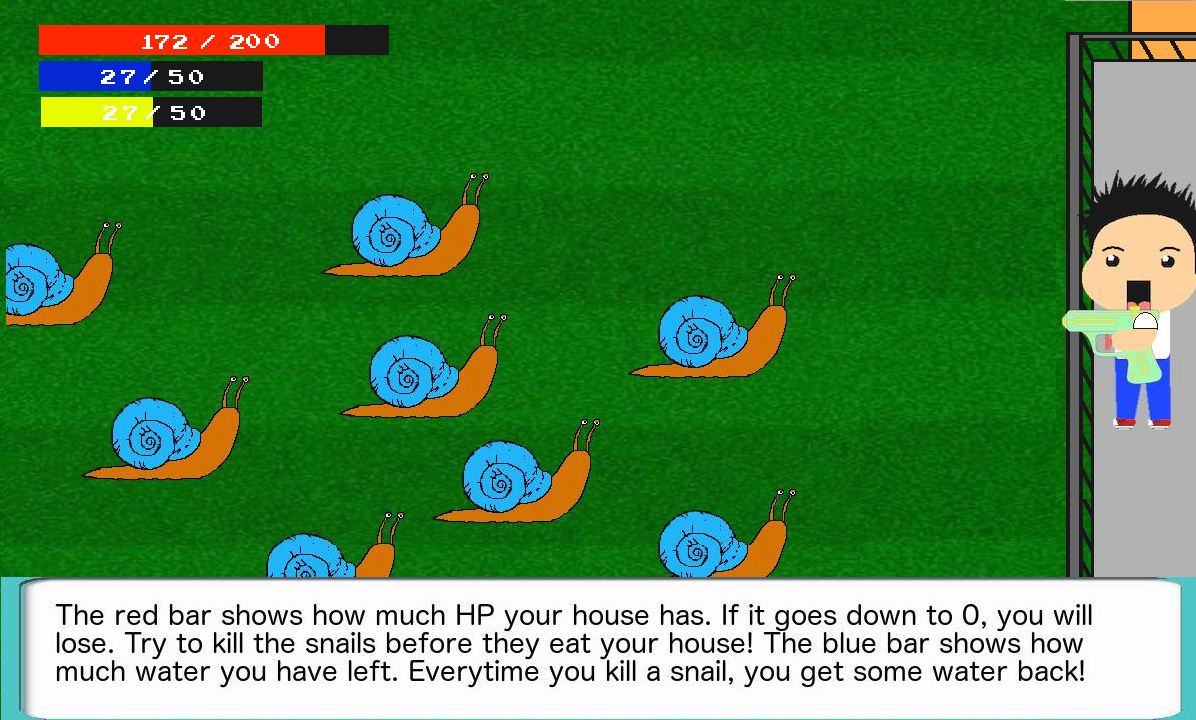 172 / 200
27 / 50
27 / 50
The red bar shows how much HP your house has. If it goes down to 0, you will
lose. Try to kill the snails before they eat your house! The blue bar shows how
much water you have left. Everytime you kill a snail, you get some water back!